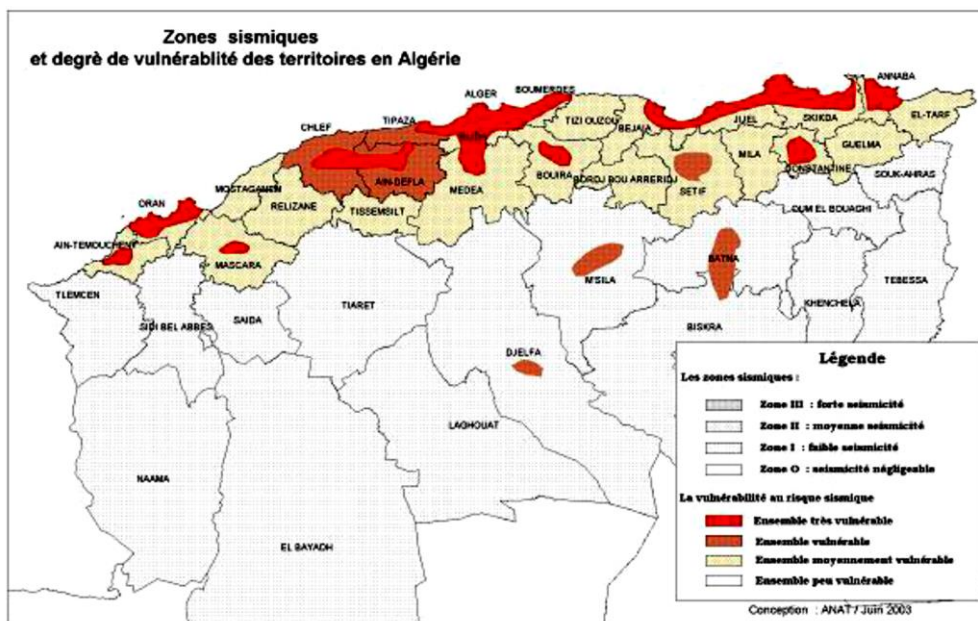 Zones sismiques
et degrè de vulnérablité des territoires en Algérie
ANNABA
ALGER
BOUMERDES
EL-TARF
CHLEF
TIPAZA
TIZI OUZOU
JIJEL
SKIKDA
BEJAIA
GUELMA
MILA
CONSTANTINE
BOUIRA
BORDJ BOU ARRERIDJ
SETIF
SOUK-AHRAS
AIN-DEFLA
MEDEA
MOSTAGANEM
RELIZANE
TISSEMSILT
ORAN
OUM EL BOUAGHI
AIN-TEMOUCHENT
MASCARA
M'SILA
BATNA
TEBESSA
TLEMCEN
KHENCHELA
SIDI BEL ABBES
SAIDA
TIARET
BISKRA
DJELFA
LAGHOUAT
NAAMA
EL BAYADH
Légende
Les zones sismiques :
Zone III : forte seismicité
Zone II : moyenne seismicité
Zone I : faible seismicité
Zone O : seismicité négligeable
La vulnérabilité au risque sismique
Ensemble très vulnérable
Ensemble vulnérable
Ensemble moyennement vulnérable
Ensemble peu vulnérable
Conception : ANAT / Juin 2003